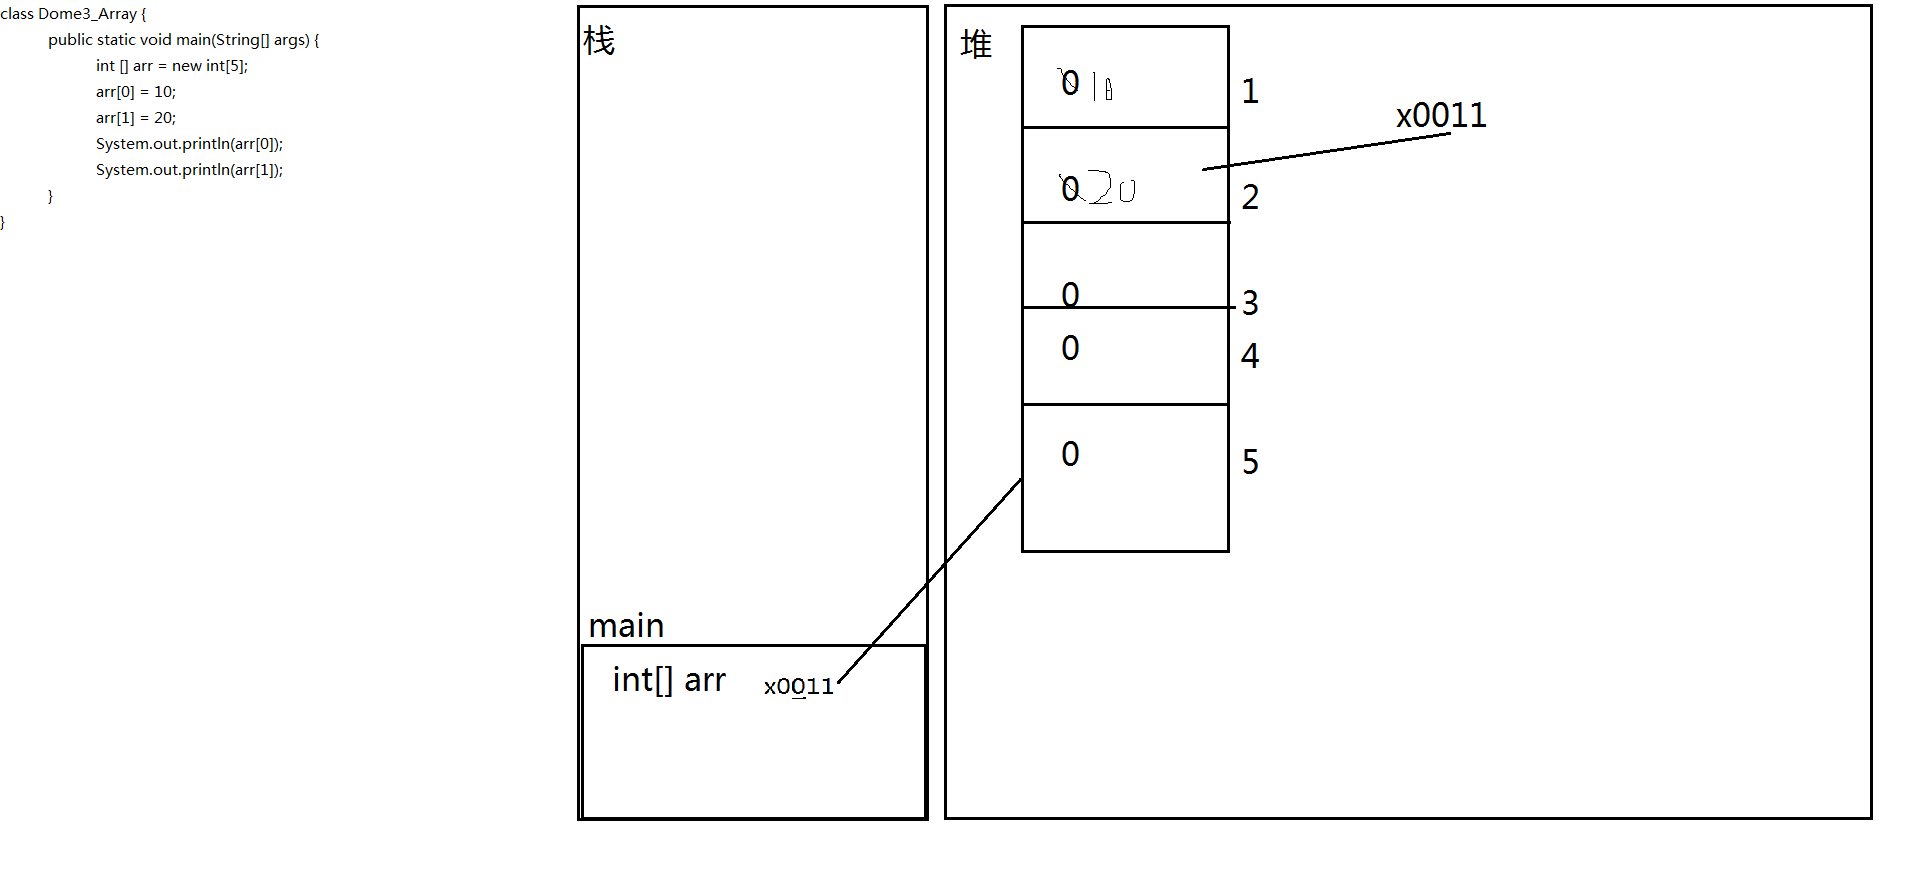 class Dome3_Array {
public static void main(String[] args) {
int [] arr = new int[5];
arr[0] = 10;
arr[1] = 20;
System.out.println(arr[0]);
System.out.println(arr[1]);
}
}
栈
main
int[] arr x0011
堆
0 10 1
x0011
0 20 2
0 3
0 4
0 5